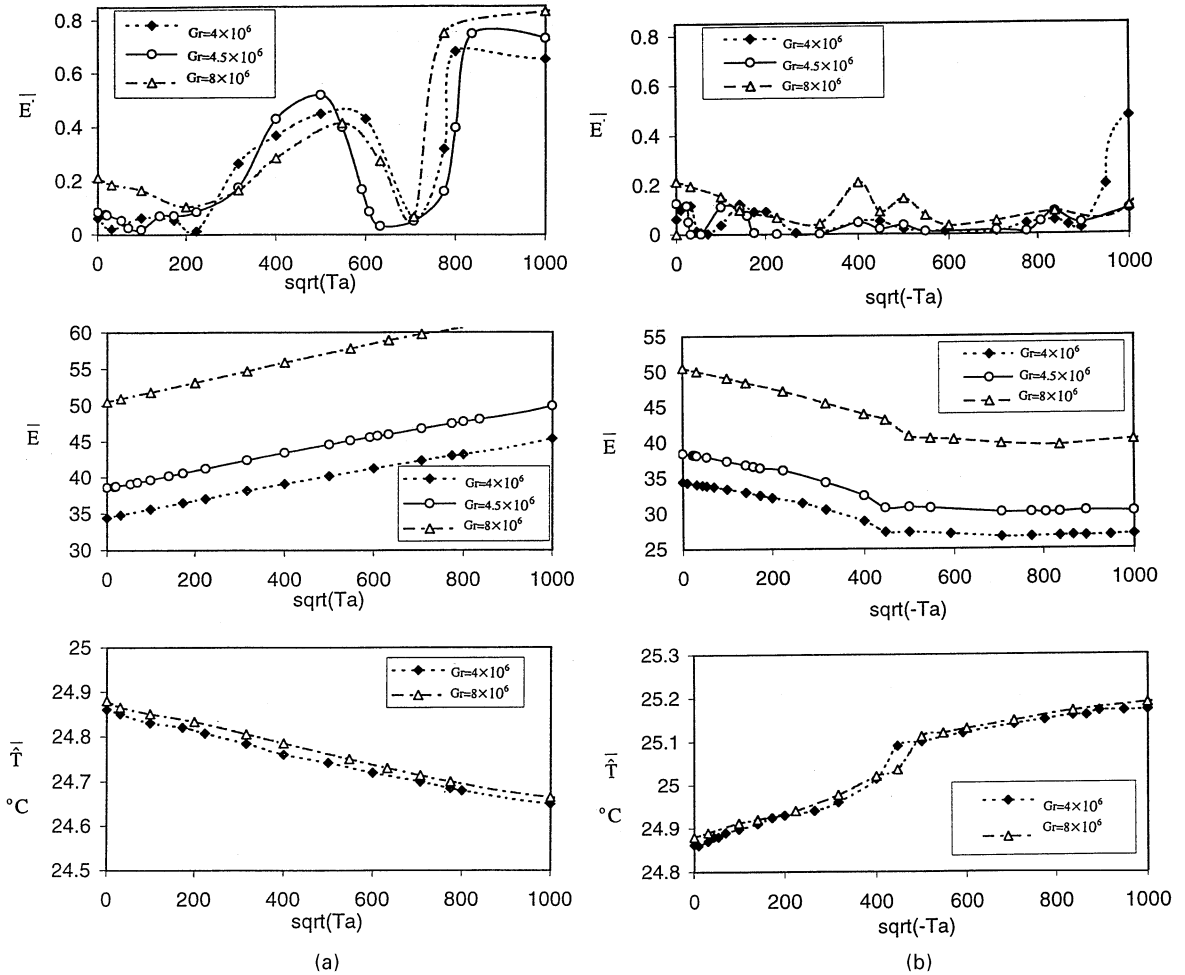 0.8
0.6
0.4
0.2
0
E'
Gr=4×10⁶
Gr=4.5×10⁶
Gr=8×10⁶
0 200 400 600 800 1000
sqrt(Ta)
0.8
0.6
0.4
0.2
0
E'
Gr=4×10⁶
Gr=4.5×10⁶
Gr=8×10⁶
0 200 400 600 800 1000
sqrt(-Ta)
60
55
50
45
40
35
30
E
Gr=4×10⁶
Gr=4.5×10⁶
Gr=8×10⁶
0 200 400 600 800 1000
sqrt(Ta)
55
50
45
40
35
30
25
E
Gr=4×10⁶
Gr=4.5×10⁶
Gr=8×10⁶
0 200 400 600 800 1000
sqrt(-Ta)
25
24.9
24.8
24.7
24.6
24.5
T̂
°C
Gr=4×10⁶
Gr=8×10⁶
0 200 400 600 800 1000
sqrt(Ta)
(a)
25.3
25.2
25.1
25
24.9
24.8
T̂
°C
Gr=4×10⁶
Gr=8×10⁶
0 200 400 600 800 1000
sqrt(-Ta)
(b)